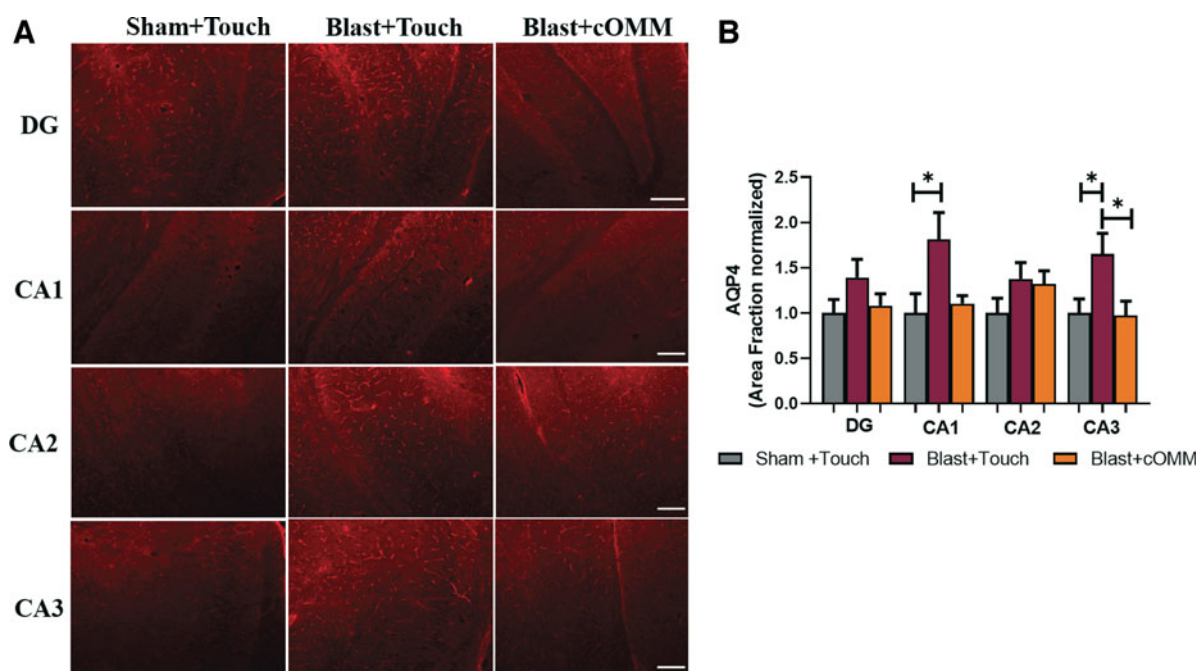 A
Sham+Touch Blast+Touch Blast+cOMM
DG
CA1
CA2
CA3
B
AQP4
(Area Fraction normalized)
2.5
2.0
1.5
1.0
0.5
0.0
* * *
DG CA1 CA2 CA3
Sham +Touch Blast+Touch Blast+cOMM